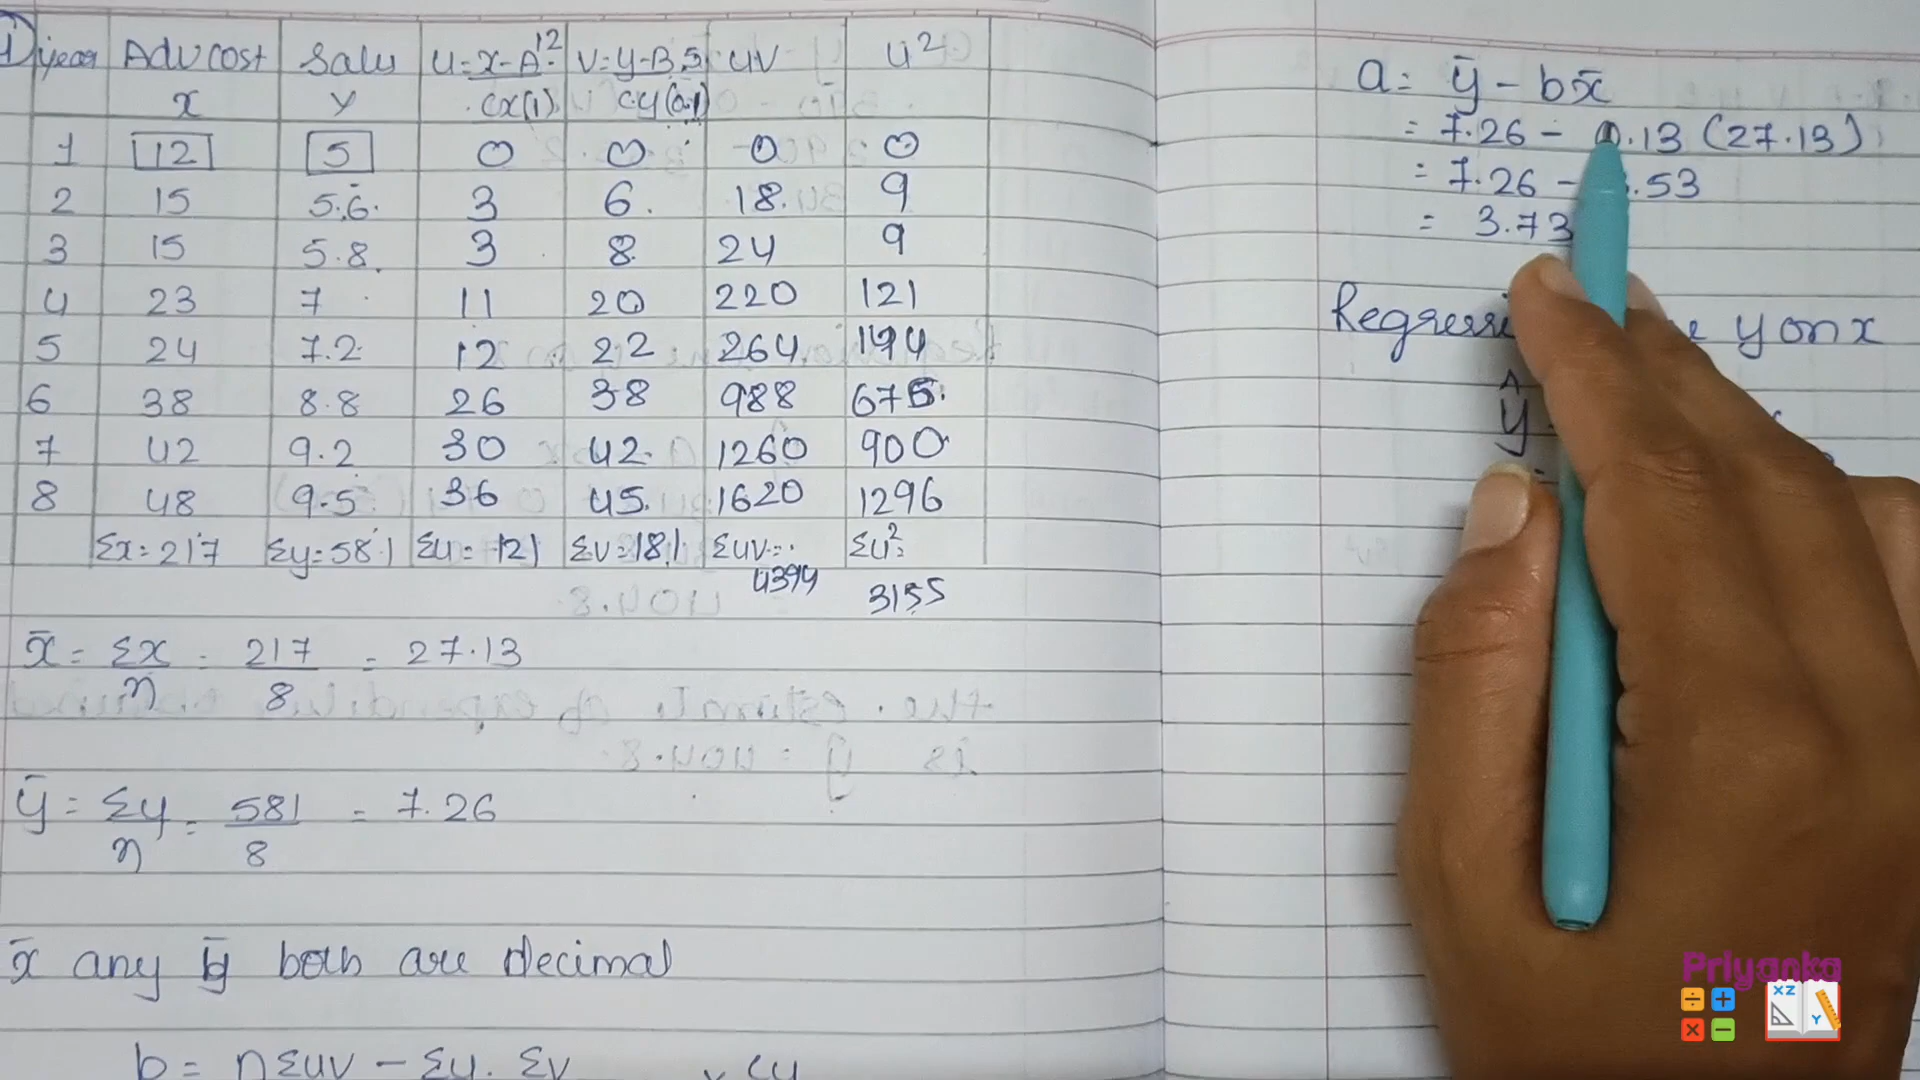 1) year Adv cost Sales u = x-A 12 v = y-B 5 uv u²
x y Cx(1) Cy(0.1)
1 12 5 0 0 0 0
2 15 5.6 3 6 18 9
3 15 5.8 3 8 24 9
4 23 7 11 20 220 121
5 24 7.2 12 22 264 144
6 38 8.8 26 38 988 676
7 42 9.2 30 42 1260 900
8 48 9.5 36 45 1620 1296
Σx = 217 Σy = 58.1 Σu = 121 Σv = 181 Σuv = Σu² =
4394 3155
x̄ = Σx = 217 = 27.13
n 8
ȳ = Σy = 581 = 7.26
n 8
x̄ any ȳ both are decimal
b = nΣuv - Σu. Σv x Cy
a = ȳ - bx̄
= 7.26 - 0.13 (27.13)
= 7.26 - .53
= 3.73
y on x
ŷ
Priyanka
XZ
Y